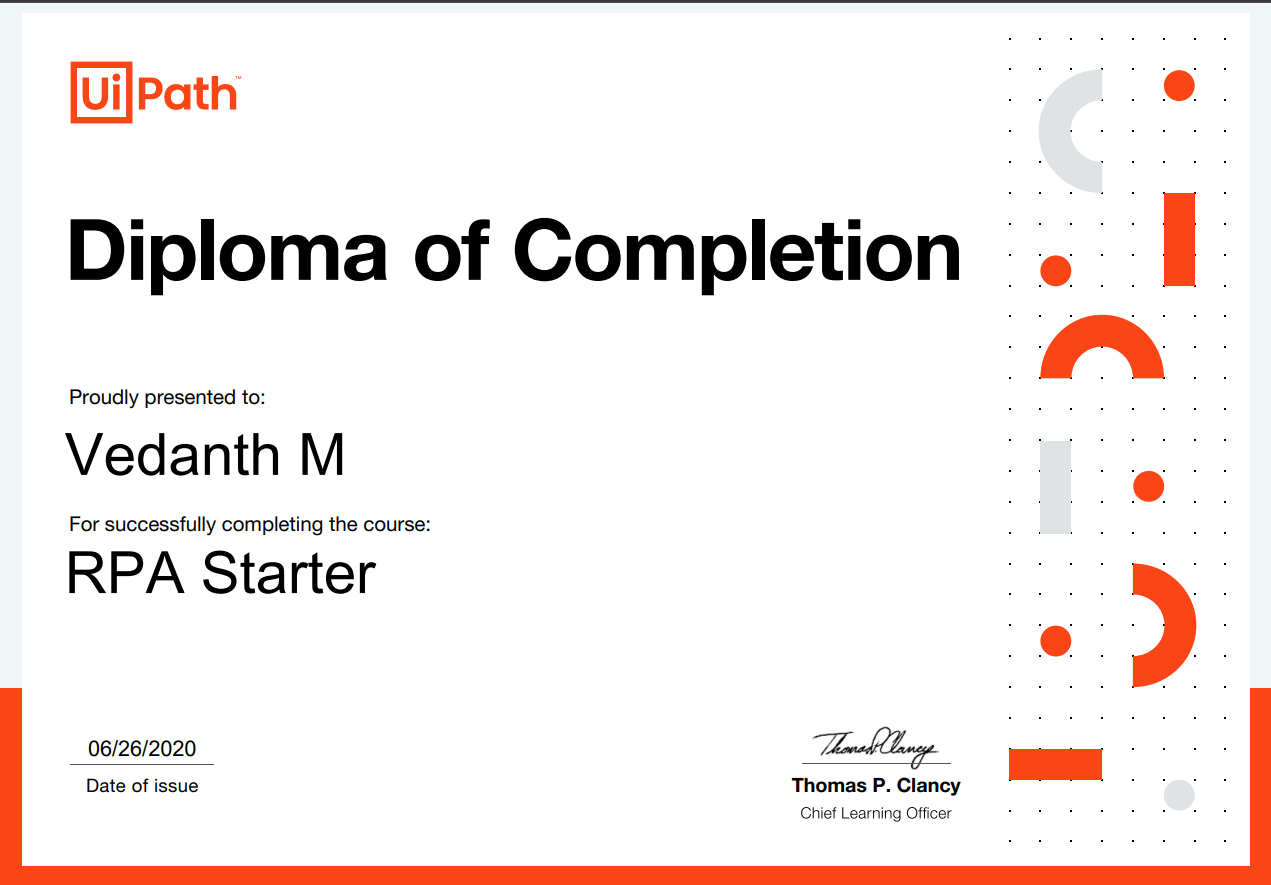 UiPath™
Diploma of Completion
Proudly presented to:
Vedanth M
For successfully completing the course:
RPA Starter
06/26/2020
Date of issue
Thomas P. Clancy
Thomas P. Clancy
Chief Learning Officer